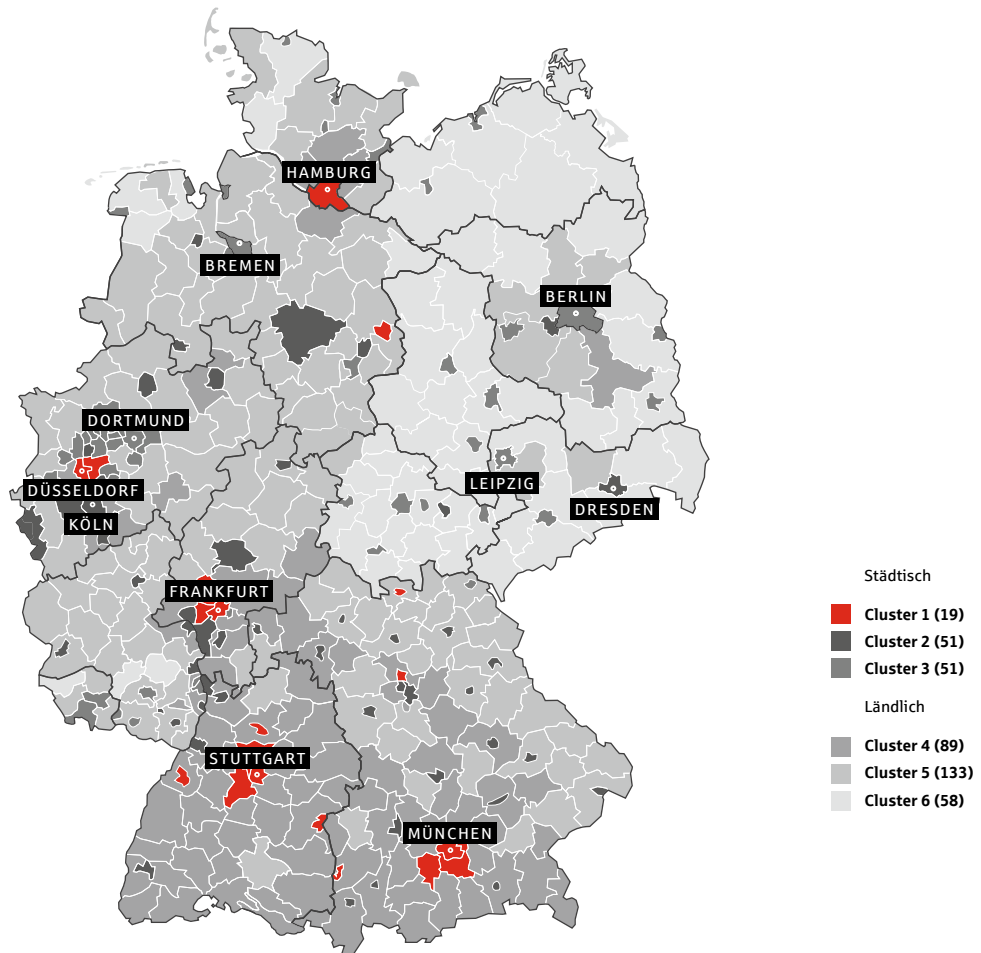 HAMBURG
BREMEN
BERLIN
DORTMUND
LEIPZIG
DÜSSELDORF
DRESDEN
KÖLN
FRANKFURT
STUTTGART
MÜNCHEN
Städtisch
Cluster 1 (19)
Cluster 2 (51)
Cluster 3 (51)
Ländlich
Cluster 4 (89)
Cluster 5 (133)
Cluster 6 (58)